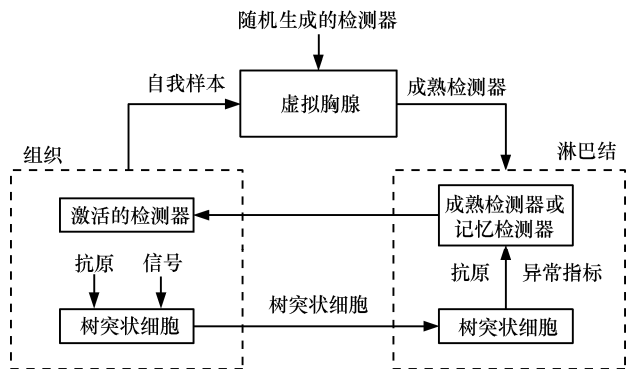 随机生成的检测器
自我样本
虚拟胸腺
成熟检测器
组织
淋巴结
激活的检测器
成熟检测器或
记忆检测器
抗原
信号
抗原
异常指标
树突状细胞
树突状细胞
树突状细胞